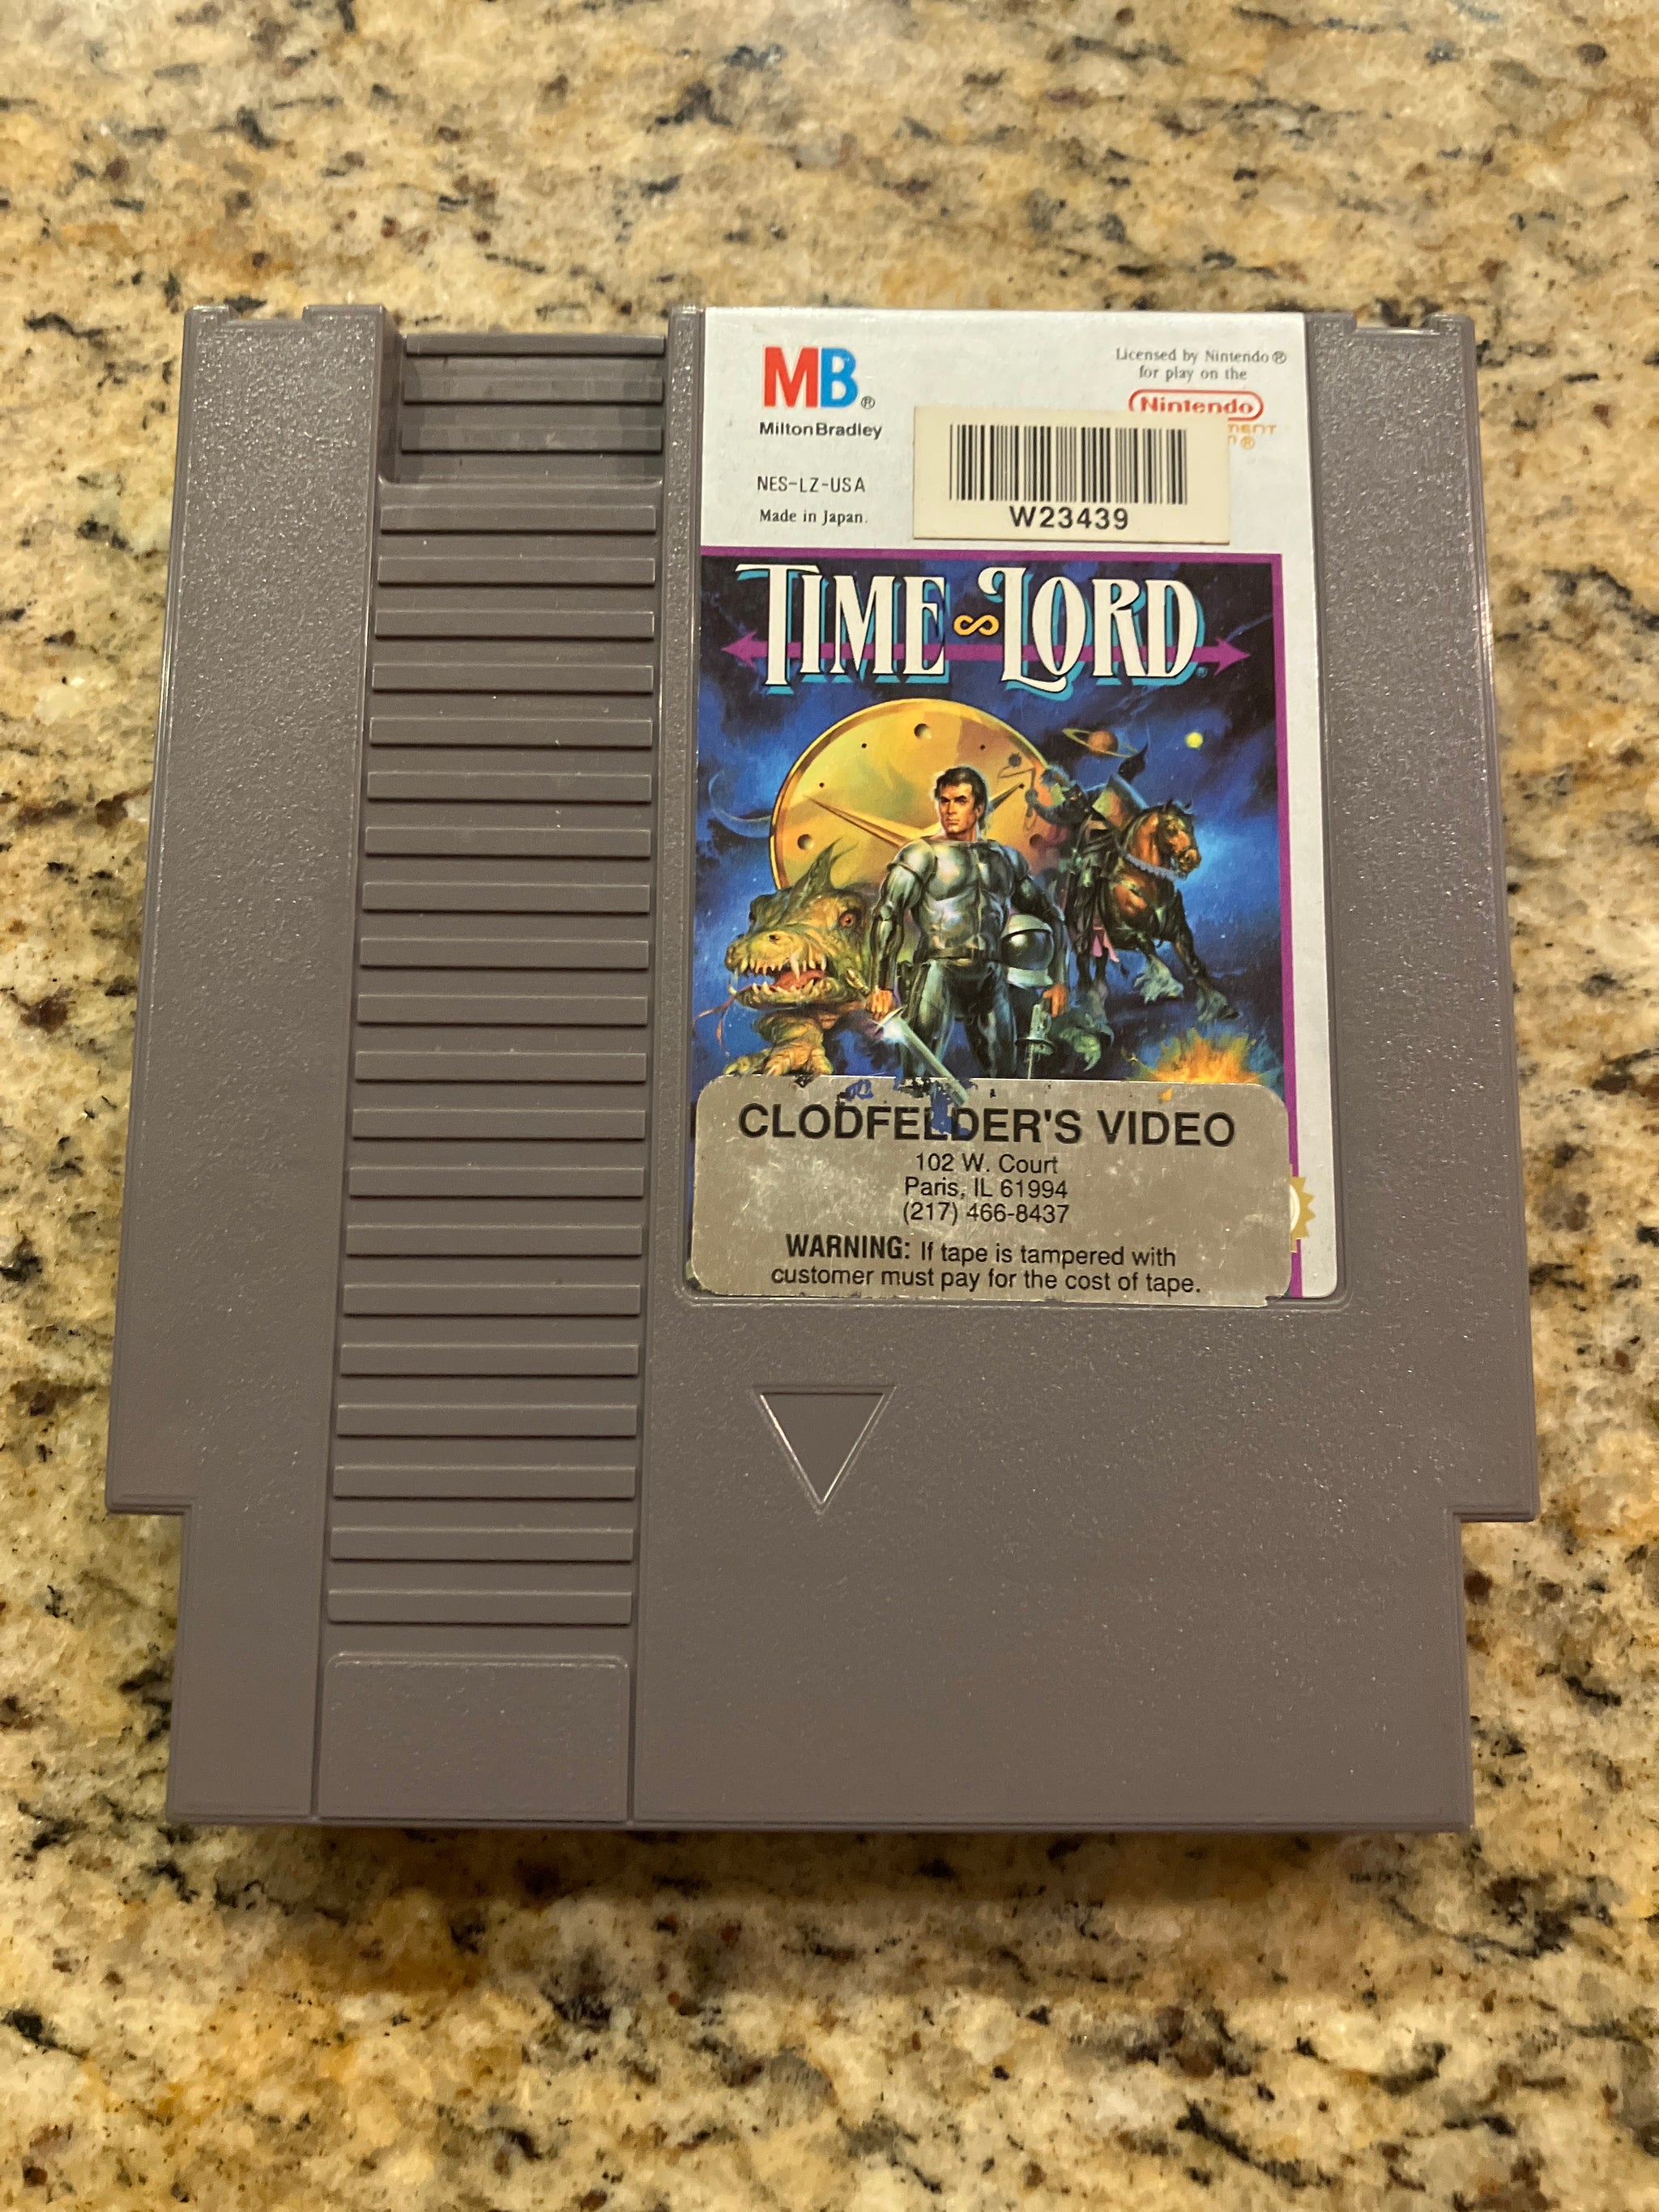 MB®
MiltonBradley
NES-LZ-USA
Made in Japan.
Licensed by Nintendo®
for play on the
Nintendo
W23439
TIME ∞ LORD
CLODFELDER'S VIDEO
102 W. Court
Paris, IL 61994
(217) 466-8437
WARNING: If tape is tampered with
customer must pay for the cost of tape.